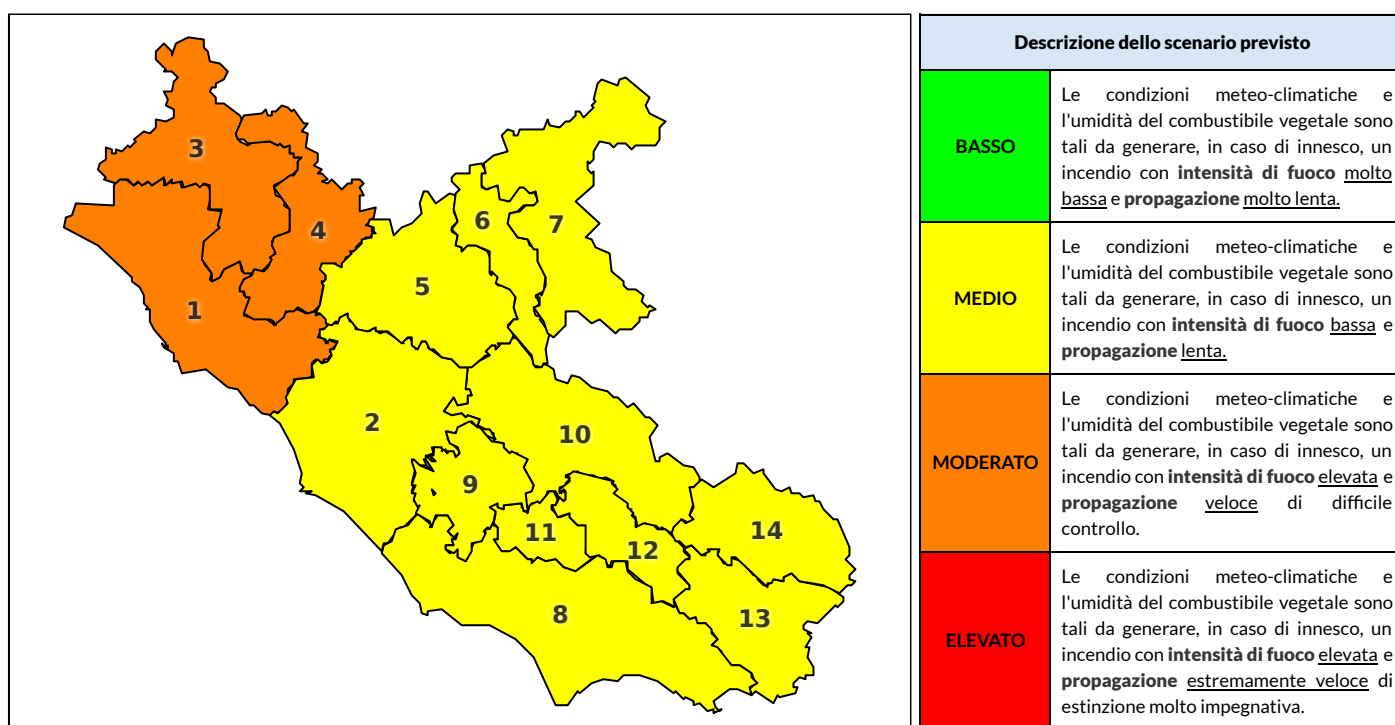 3
4
1
6
7
5
2
10
9
11
12
14
8
13
Descrizione dello scenario previsto
BASSO
Le condizioni meteo-climatiche e
l'umidità del combustibile vegetale sono
tali da generare, in caso di innesco, un
incendio con intensità di fuoco molto
bassa e propagazione molto lenta.
MEDIO
Le condizioni meteo-climatiche e
l'umidità del combustibile vegetale sono
tali da generare, in caso di innesco, un
incendio con intensità di fuoco bassa e
propagazione lenta.
MODERATO
Le condizioni meteo-climatiche e
l'umidità del combustibile vegetale sono
tali da generare, in caso di innesco, un
incendio con intensità di fuoco elevata e
propagazione veloce di difficile
controllo.
ELEVATO
Le condizioni meteo-climatiche e
l'umidità del combustibile vegetale sono
tali da generare, in caso di innesco, un
incendio con intensità di fuoco elevata e
propagazione estremamente veloce di
estinzione molto impegnativa.